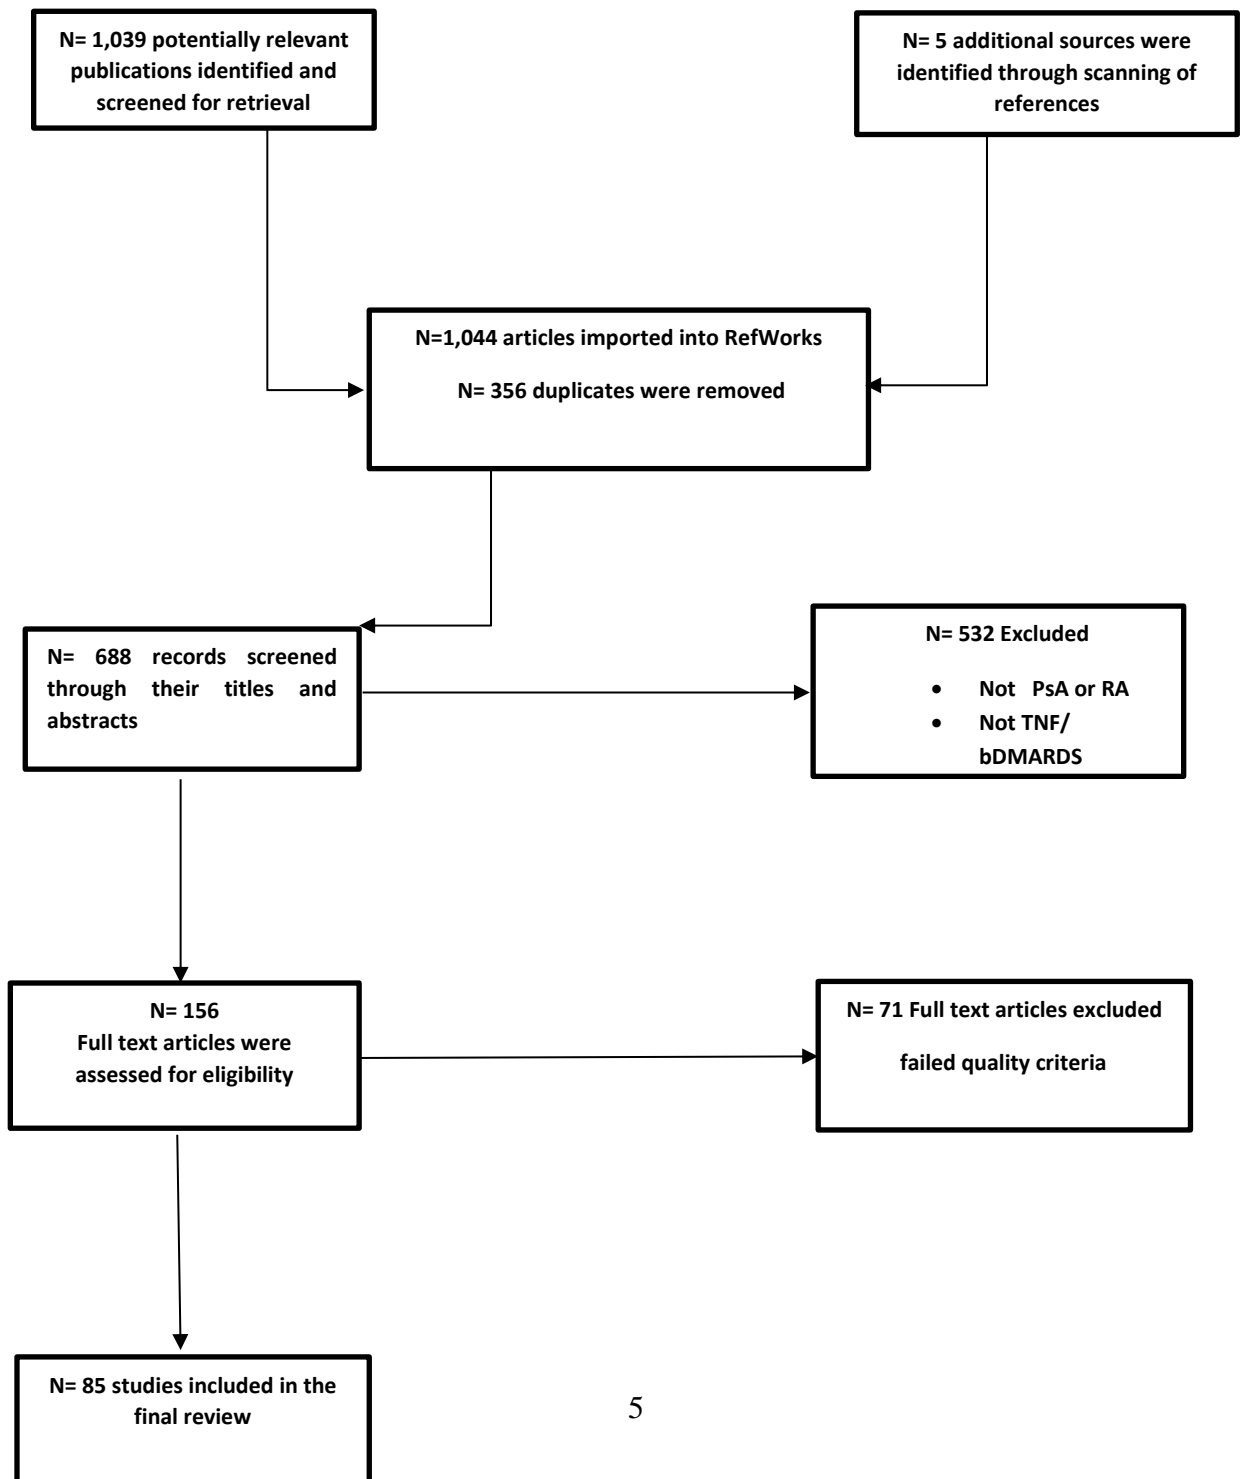 N= 1,039 potentially relevant
publications identified and
screened for retrieval
N= 5 additional sources were
identified through scanning of
references
N=1,044 articles imported into RefWorks
N= 356 duplicates were removed
N= 688 records screened
through their titles and
abstracts
N= 532 Excluded
• Not PsA or RA
• Not TNF/
bDMARDS
N= 156
Full text articles were
assessed for eligibility
N= 71 Full text articles excluded
failed quality criteria
N= 85 studies included in the
final review
5